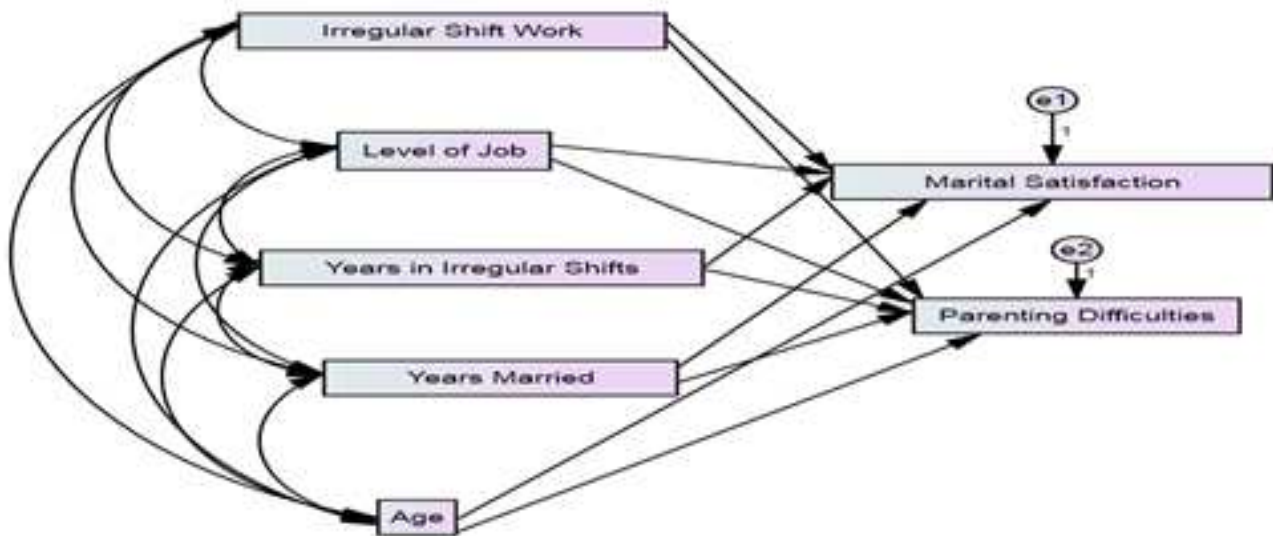 Irregular Shift Work
e1
1
Level of Job
Marital Satisfaction
e2
Years in Irregular Shifts
1
Parenting Difficulties
Years Married
Age